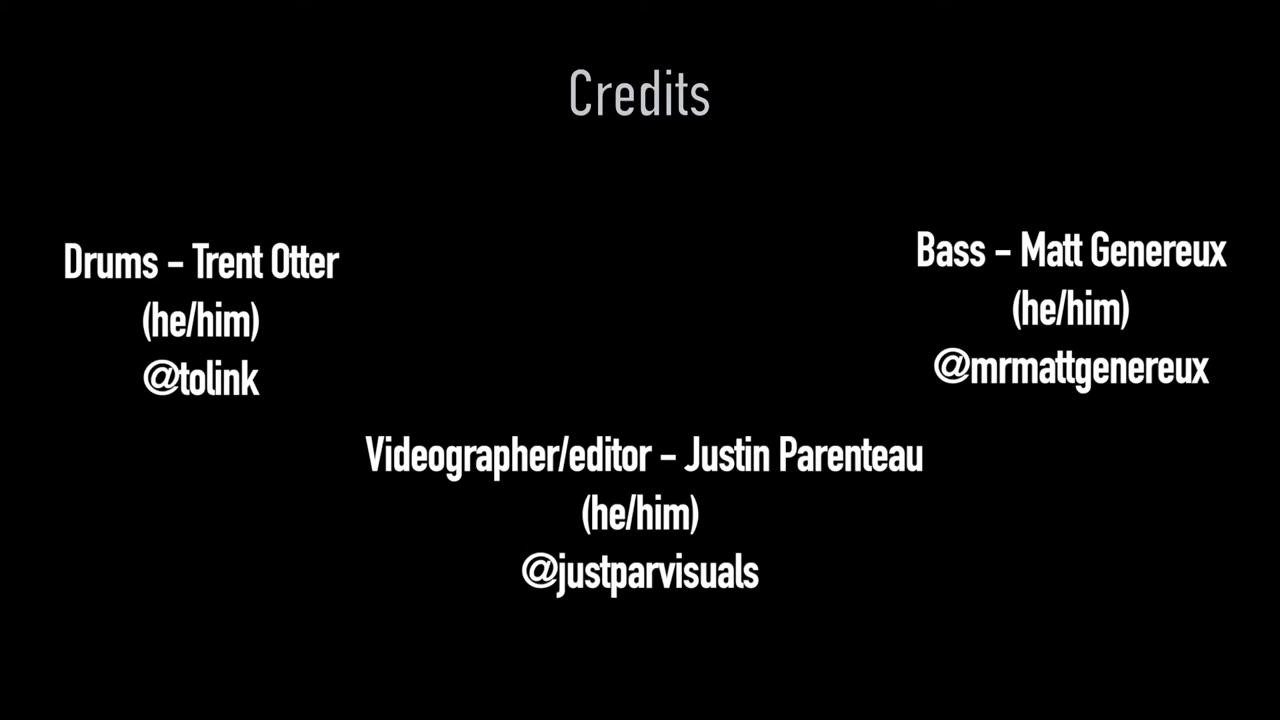 Credits
Drums – Trent Otter
(he/him)
@tolink
Bass – Matt Genereux
(he/him)
@mrmattgenereux
Videographer/editor – Justin Parenteau
(he/him)
@justparvisuals